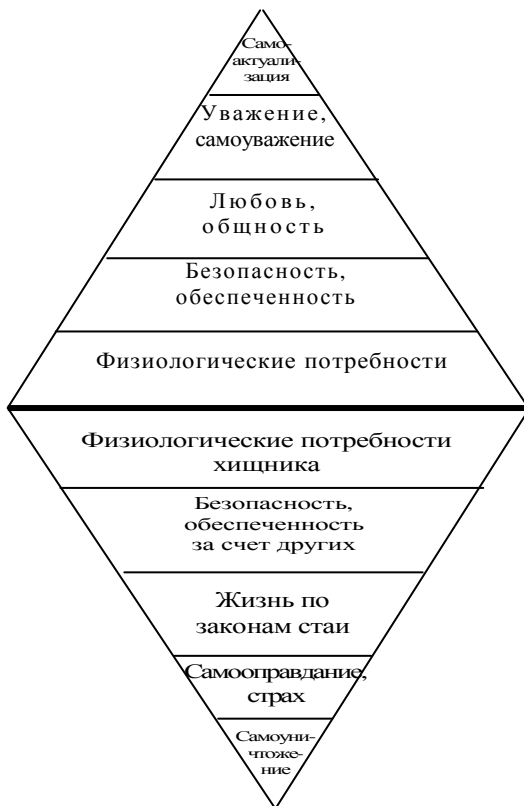 Само-
актуали-
зация
Уважение,
самоуважение
Любовь,
общность
Безопасность,
обеспеченность
Физиологические потребности
Физиологические потребности
хищника
Безопасность,
обеспеченность
за счет других
Жизнь по
законам стаи
Самооправдание,
страх
Самоуни-
чтоже-
ние